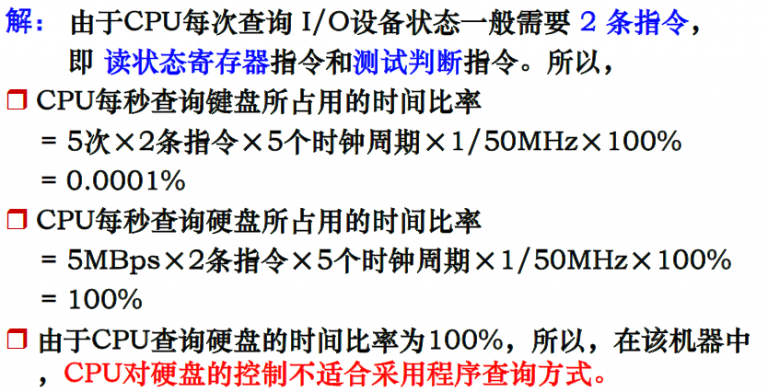 解： 由于CPU每次查询 I/O设备状态一般需要 2 条指令，
即 读状态寄存器指令和测试判断指令。所以，
❒ CPU每秒查询键盘所占用的时间比率
= 5次×2条指令×5个时钟周期×1/50MHz×100%
= 0.0001%
❒ CPU每秒查询硬盘所占用的时间比率
= 5MBps×2条指令×5个时钟周期×1/50MHz×100%
= 100%
❒ 由于CPU查询硬盘的时间比率为100%，所以，在该机器中
，CPU对硬盘的控制不适合采用程序查询方式。